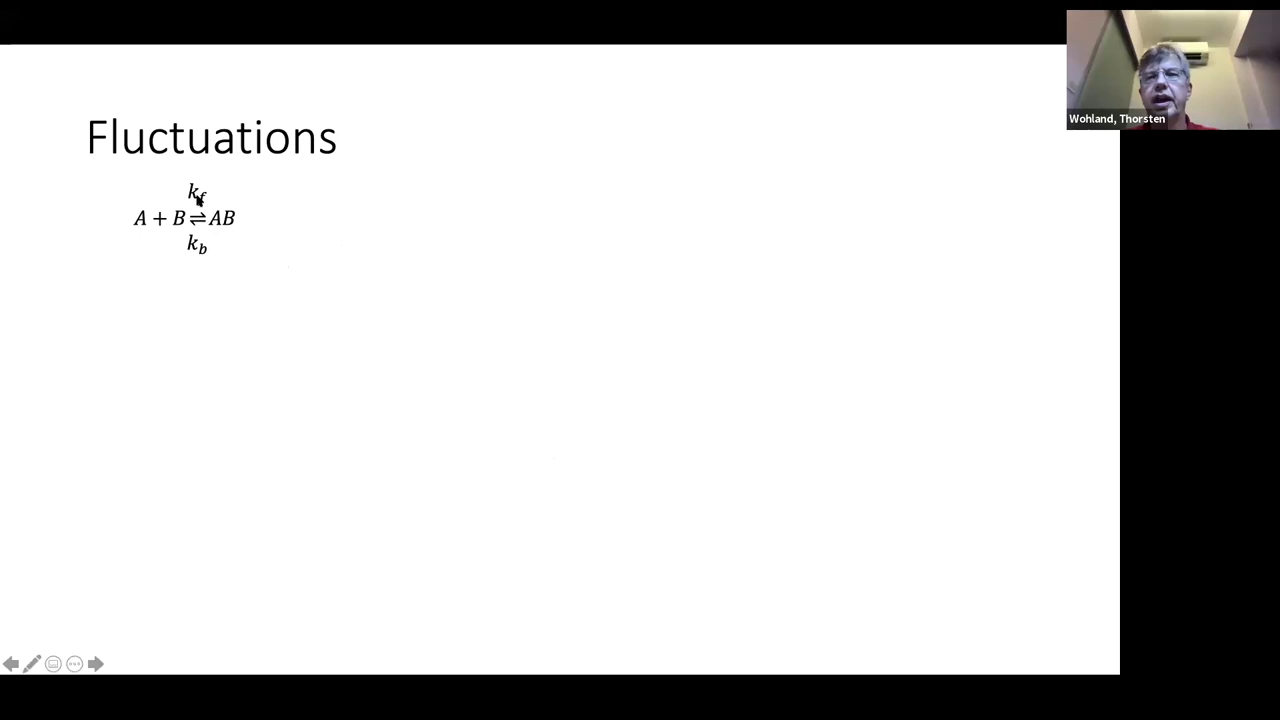 Fluctuations
k_f
A + B ⇌ AB
k_b
Wohland, Thorsten